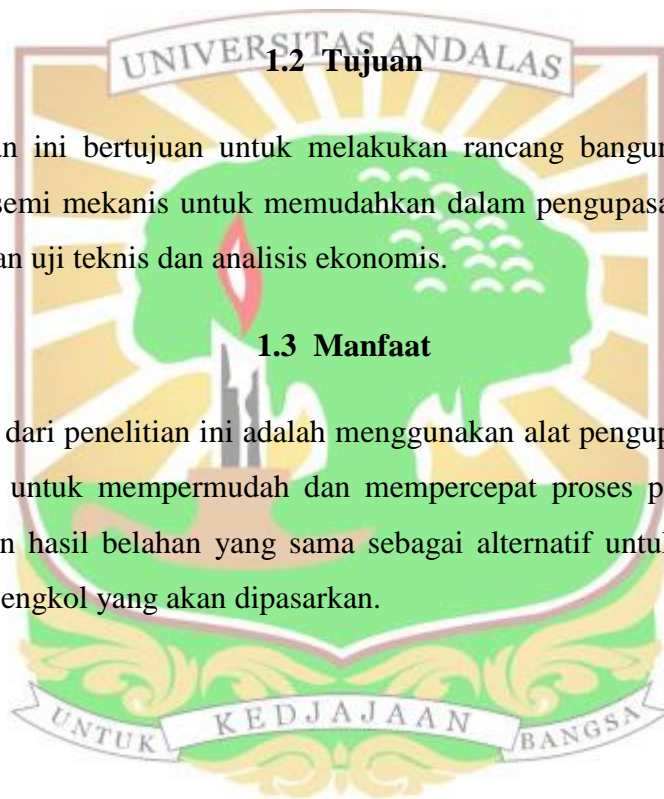 UNIVERSITAS ANDALAS
1.2 Tujuan
an ini bertujuan untuk melakukan rancang bangun
semi mekanis untuk memudahkan dalam pengupasa
an uji teknis dan analisis ekonomis.
1.3 Manfaat
dari penelitian ini adalah menggunakan alat pengup
untuk mempermudah dan mempercepat proses p
n hasil belahan yang sama sebagai alternatif untuk
engkol yang akan dipasarkan.
UNTUK KEDJAJAAN BANGSA